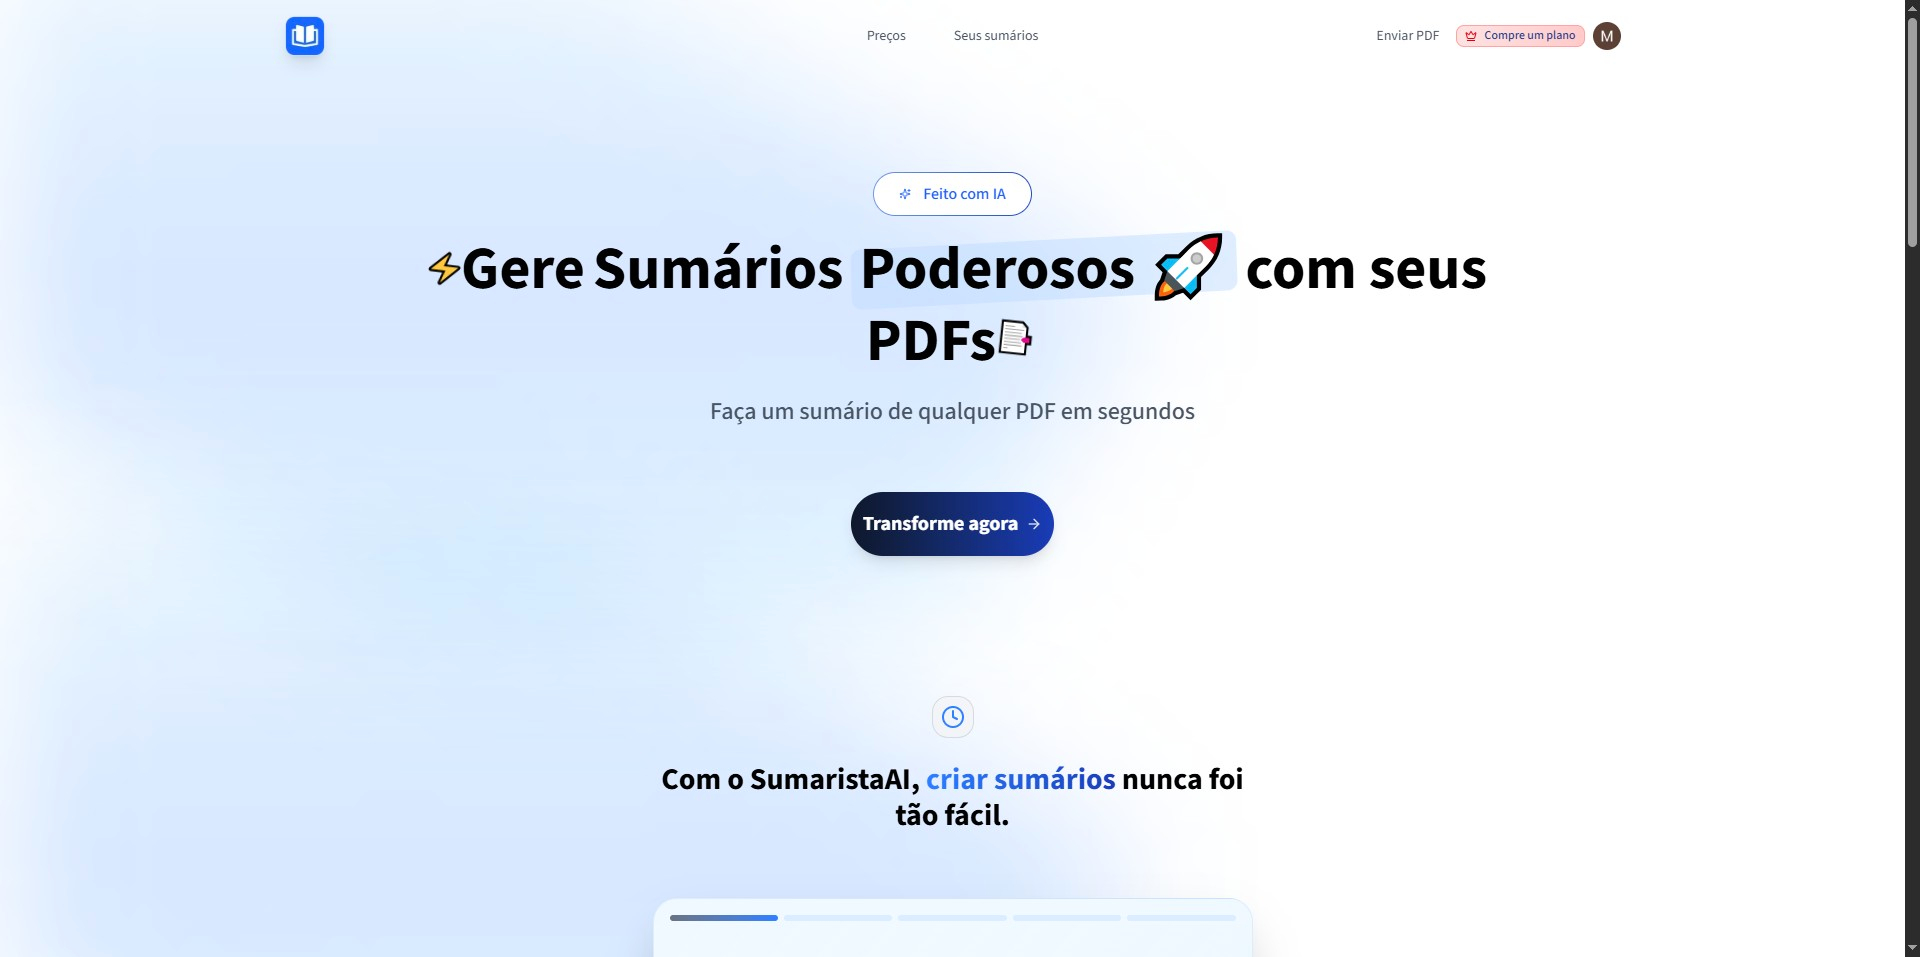 Preços
Seus sumários
Enviar PDF
Compre um plano
M
Feito com IA
⚡Gere Sumários Poderosos 🚀 com seus
PDFs📑
Faça um sumário de qualquer PDF em segundos
Transforme agora →
Com o SumaristaAI, criar sumários nunca foi
tão fácil.